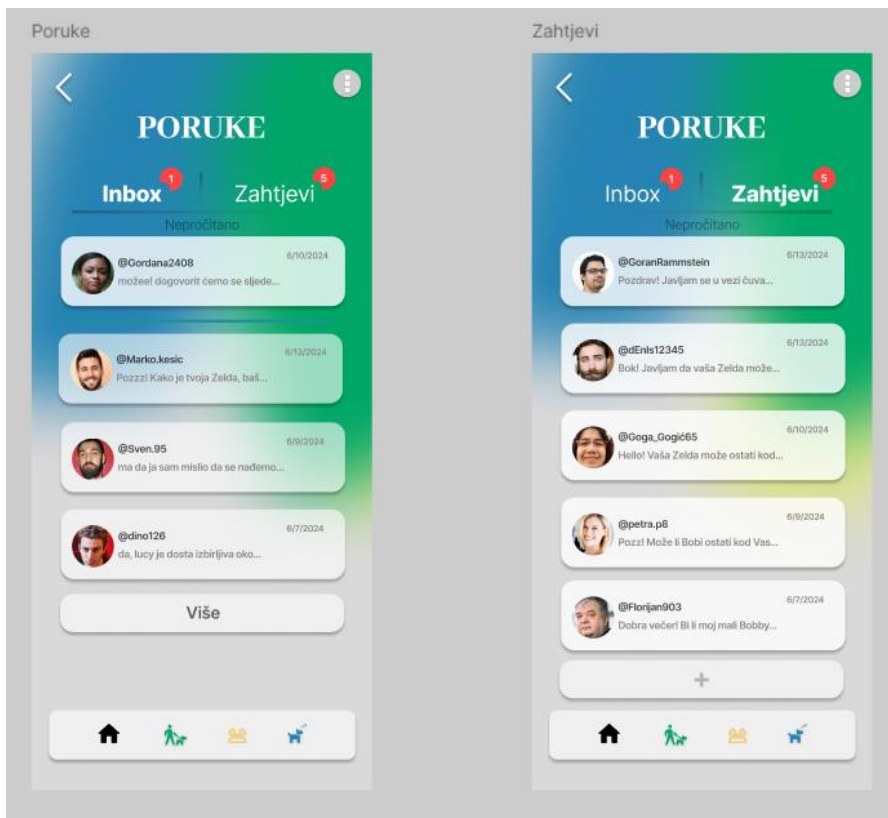 Poruke
PORUKE
Inbox 1 Zahtjevi 5
Nepročitano
@Gordana2408 6/10/2024
možee! dogovorit ćemo se sljede...
@Marko.kesic 6/13/2024
Pozzz! Kako je tvoja Zelda, baš...
@Sven.95 6/9/2024
ma da ja sam mislio da se nađemo...
@dino126 6/7/2024
da, lucy je dosta izbirljiva oko...
Više
Zahtjevi
PORUKE
Inbox 1 Zahtjevi 5
Nepročitano
@GoranRammstein 6/13/2024
Pozdrav! Javljam se u vezi čuva...
@dEnIs12345 6/13/2024
Bok! Javljam da vaša Zelda može...
@Goga_Gogić65 6/10/2024
Hello! Vaša Zelda može ostati kod...
@petra.p8 6/9/2024
Pozz! Može li Bobi ostati kod Vas...
@Florijan903 6/7/2024
Dobra večer! Bi li moj mali Bobby...
+